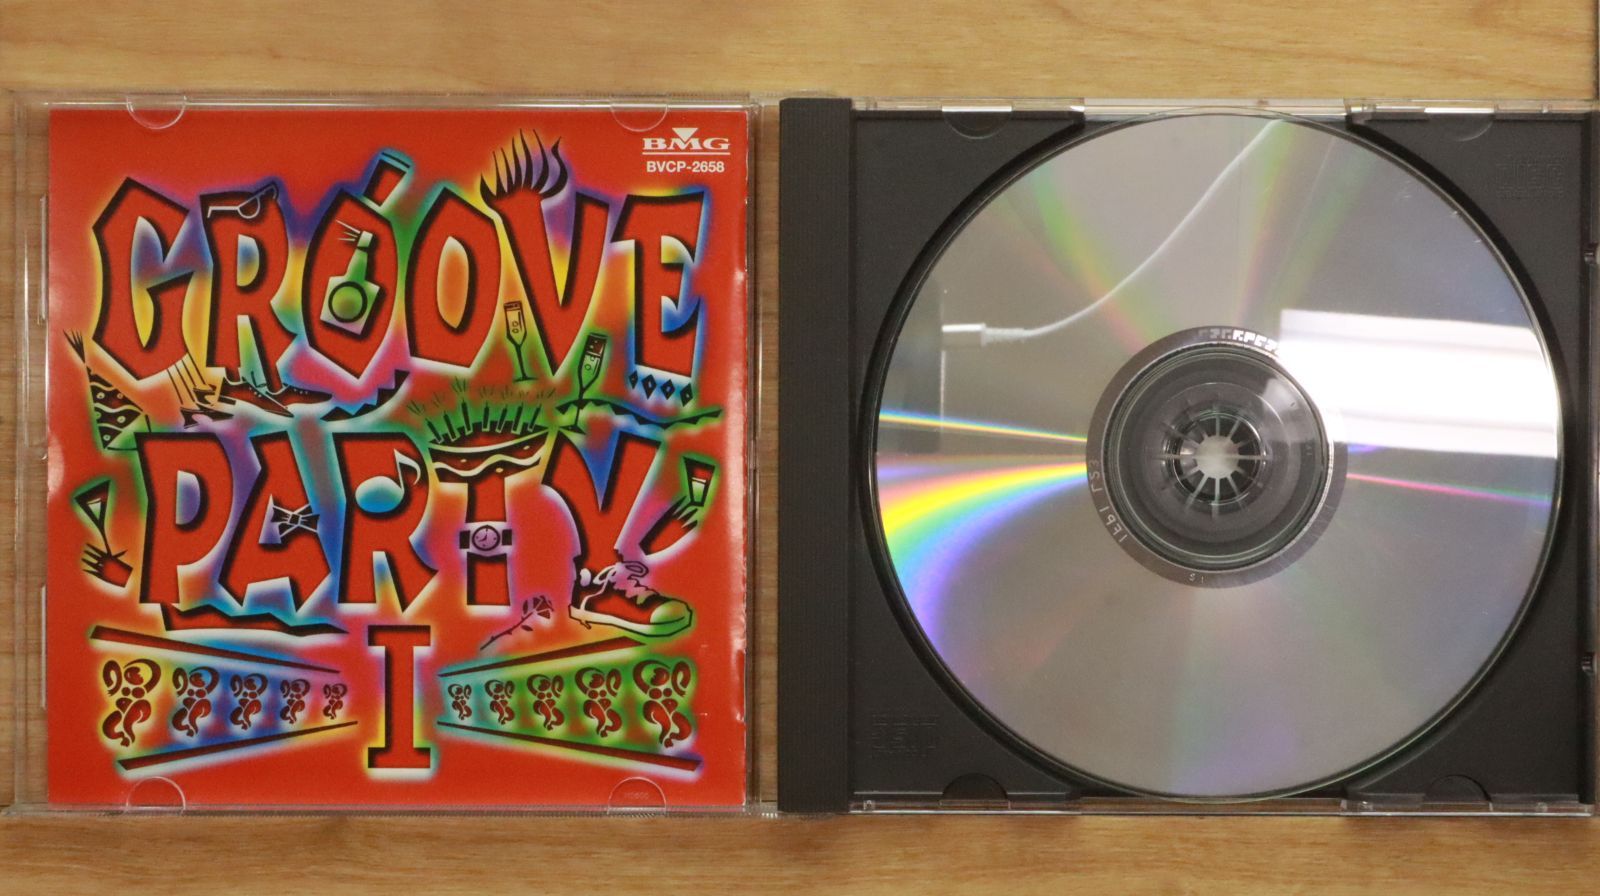 BMG
BVCP-2658
GROOVE
PARTY
I